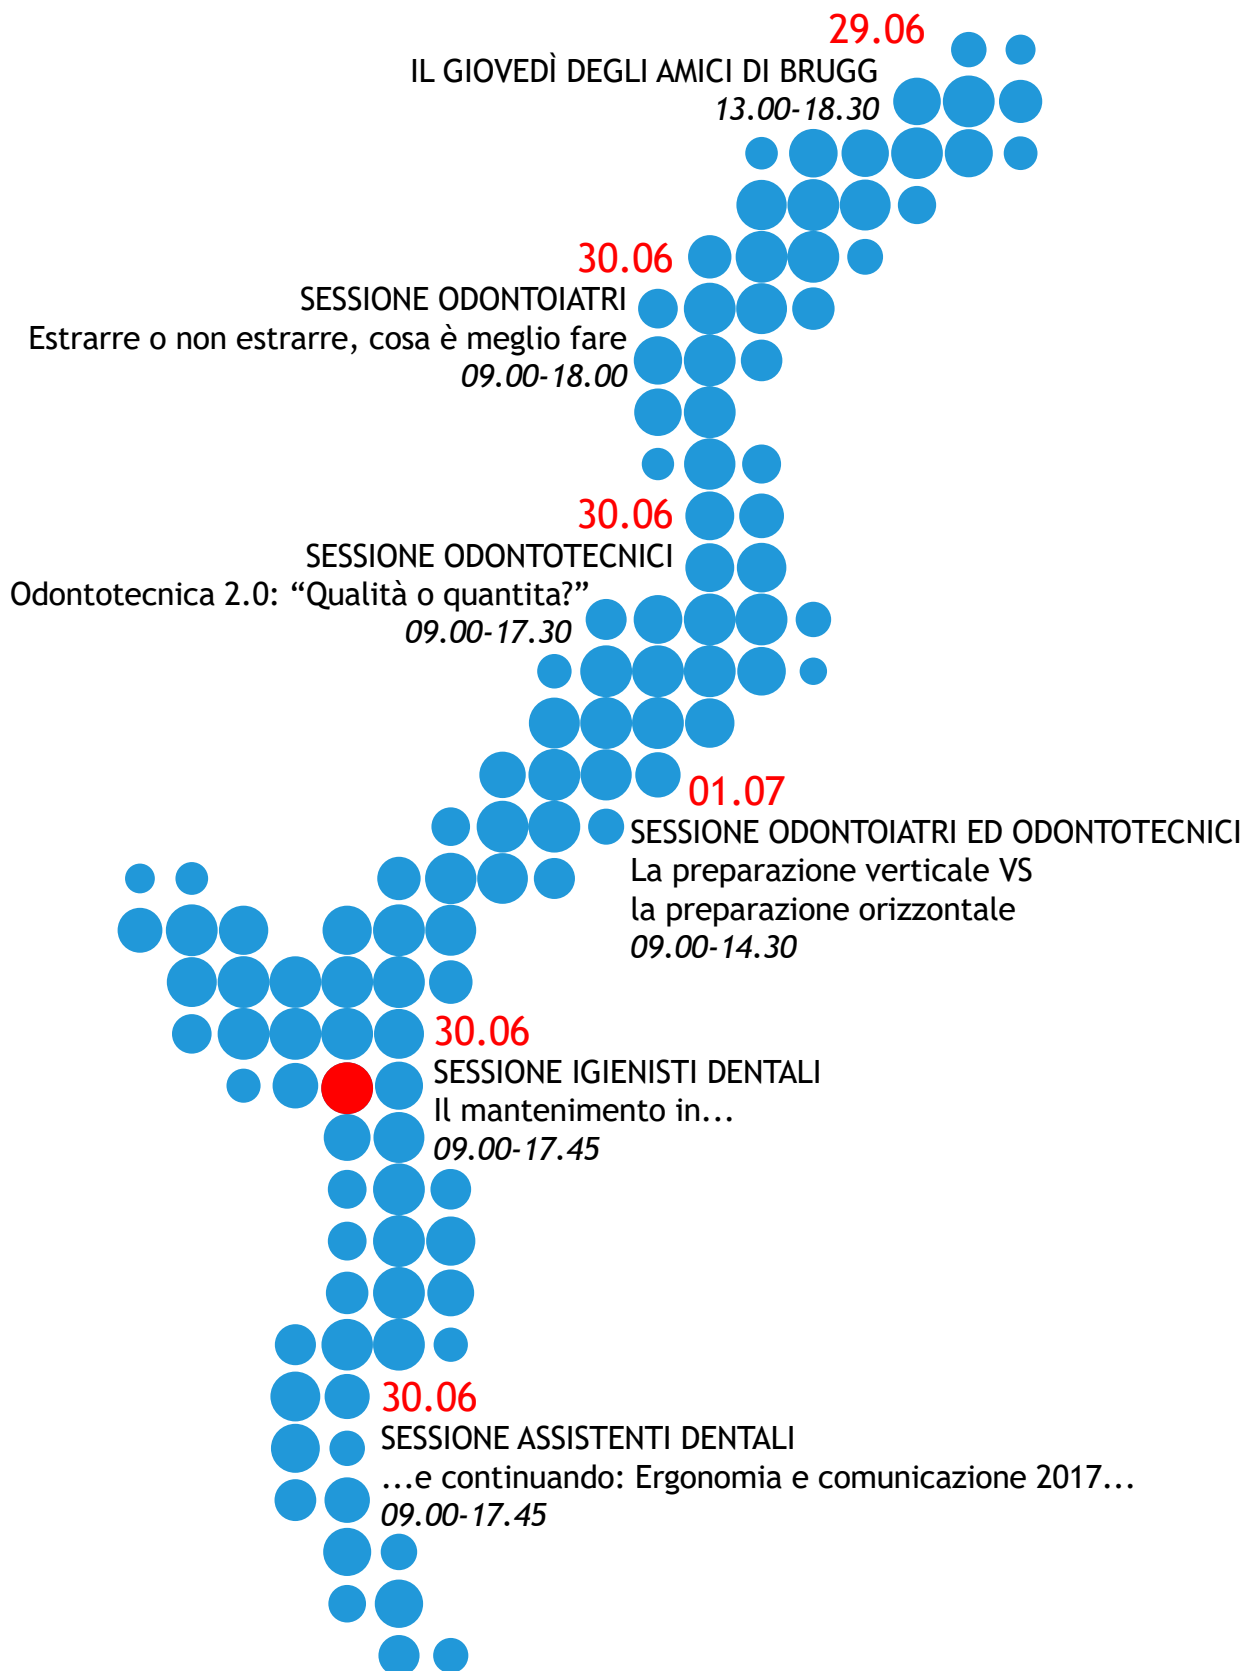 29.06
IL GIOVEDÌ DEGLI AMICI DI BRUGG
13.00-18.30
30.06
SESSIONE ODONTOIATRI
Estrarre o non estrarre, cosa è meglio fare
09.00-18.00
30.06
SESSIONE ODONTOTECNICI
Odontotecnica 2.0: “Qualità o quantita?”
09.00-17.30
01.07
SESSIONE ODONTOIATRI ED ODONTOTECNICI
La preparazione verticale VS
la preparazione orizzontale
09.00-14.30
30.06
SESSIONE IGIENISTI DENTALI
Il mantenimento in...
09.00-17.45
30.06
SESSIONE ASSISTENTI DENTALI
...e continuando: Ergonomia e comunicazione 2017...
09.00-17.45